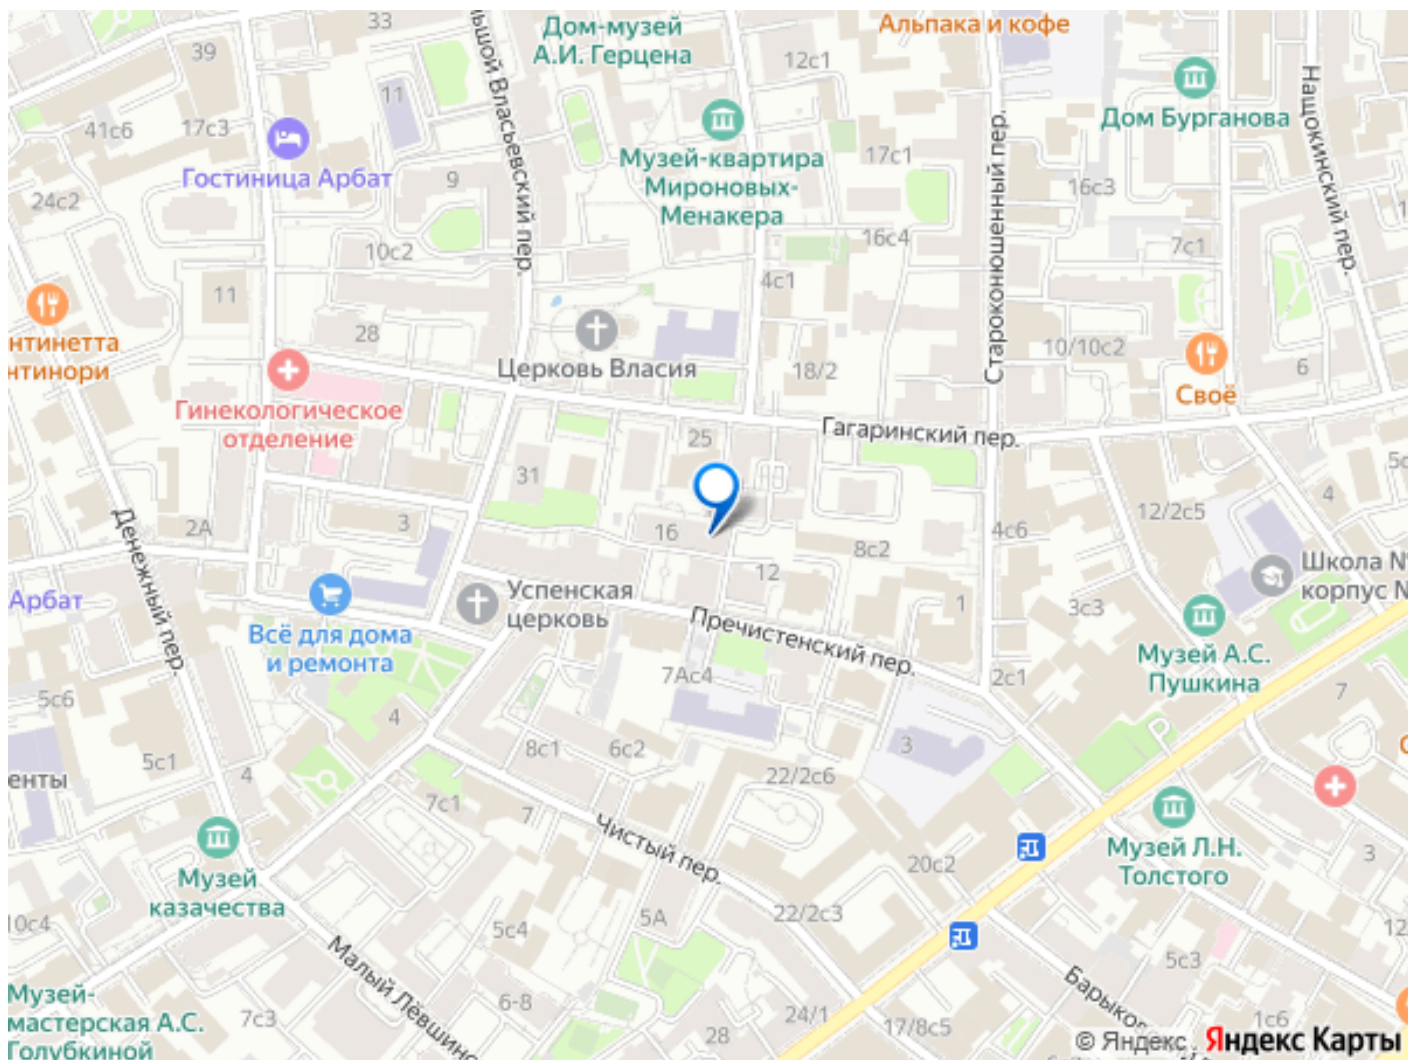 33
Дом-музей
А.И. Герцена
Альпака и кофе
39
12с1
Нащокинский пер.
11
Дом Бурганова
41с6
17с3
Музей-квартира
Мироновых-
Менакера
17с1
Староконюшенный пер.
Гостиница Арбат
9
16с3
24с2
10с2
16с4
7с1
4с1
11
28
Церковь Власия
18/2
10/10с2
6
Своё
Гинекологическое
отделение
Гагаринский пер.
25
31
4
2А
3
16
12/2с5
4с6
8с2
Денежный пер.
12
Школа №
Арбат
Успенская
церковь
1
3с3
Всё для дома
и ремонта
Пречистенский пер.
Музей А.С.
Пушкина
7Ас4
2с1
7
5с6
4
8с1
6с2
3
5с1
4
22/2с6
7с1
7
Чистый пер.
Музей Л.Н.
Толстого
3
Музей
казачества
20с2
10с4
5А
22/2с3
5с4
Малый
5с3
Музей-
мастерская А.С.
Голубкиной
7с3
6-8
28
24/1
17/8с5
1с6
© Яндекс
Яндекс Карты